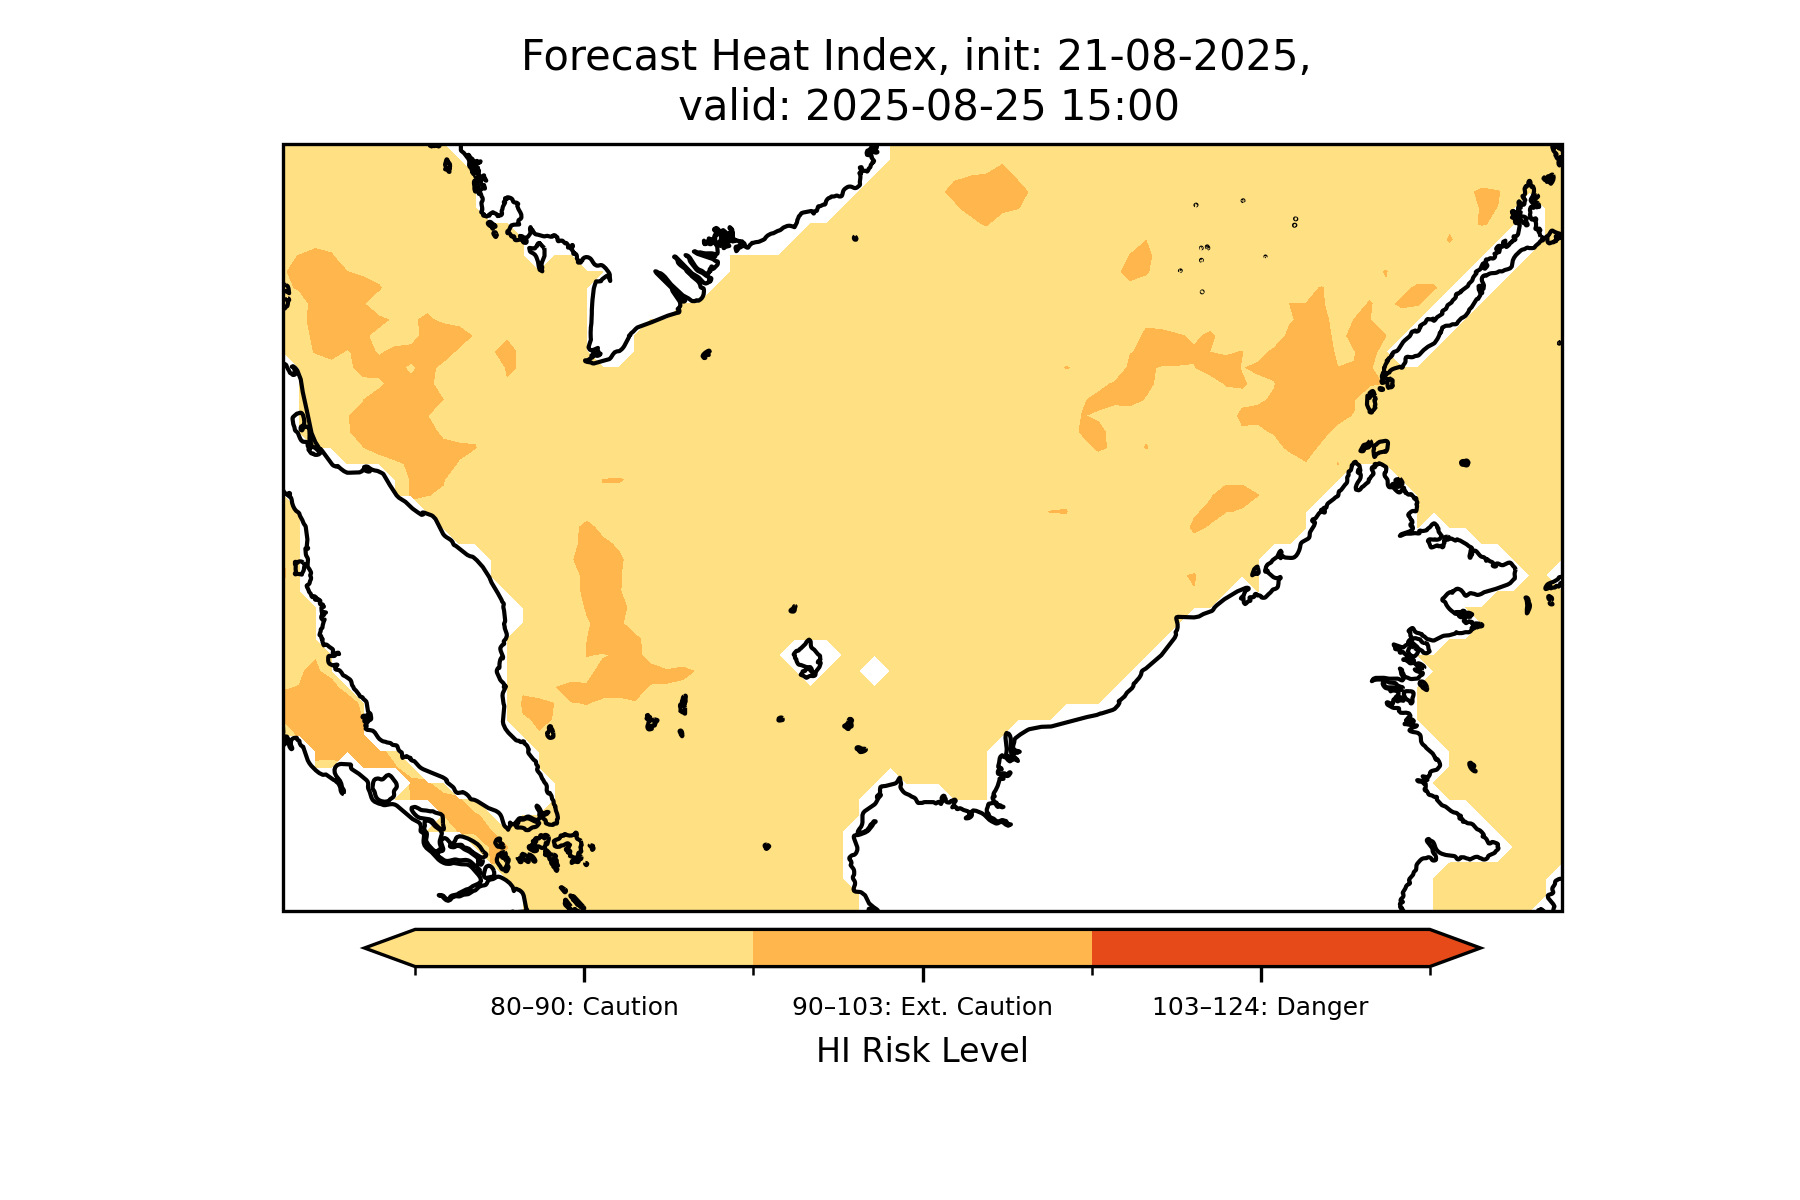 Forecast Heat Index, init: 21-08-2025,
valid: 2025-08-25 15:00
80–90: Caution
90–103: Ext. Caution
103–124: Danger
HI Risk Level